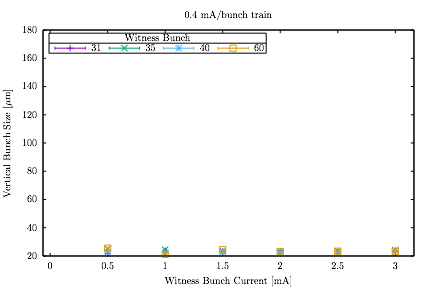 0.4 mA/bunch train
Witness Bunch
31 35 40 60
Vertical Bunch Size [μm]
180
160
140
120
100
80
60
40
20
0 0.5 1 1.5 2 2.5 3
Witness Bunch Current [mA]